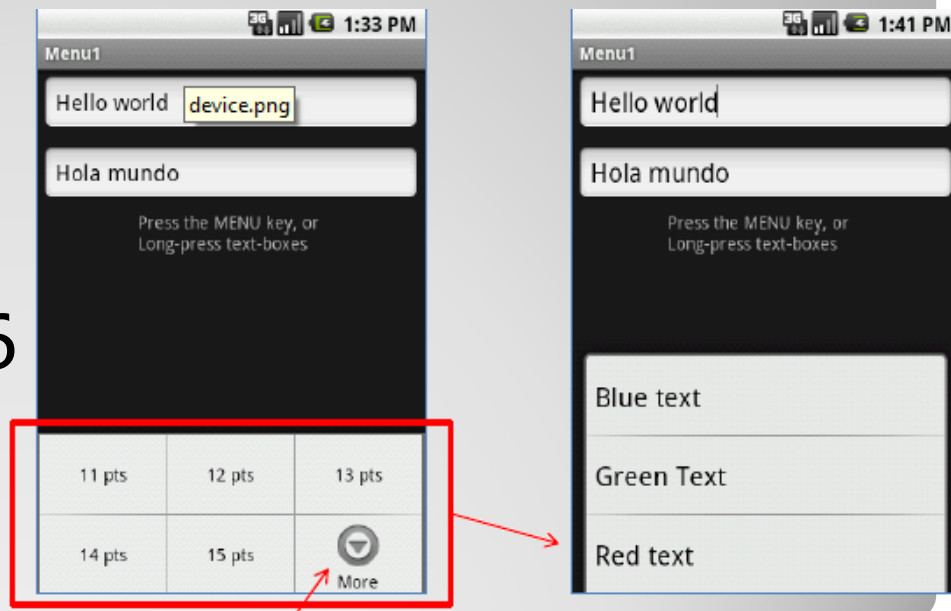 1:33 PM
Menu1
Hello world
device.png
Hola mundo
Press the MENU key, or
Long-press text-boxes
11 pts 12 pts 13 pts
14 pts 15 pts
More
6
3G 1:41 PM
Menu1
Hello world
Hola mundo
Press the MENU key, or
Long-press text-boxes
Blue text
Green Text
Red text